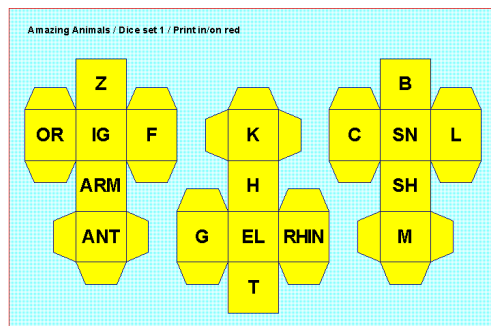 Amazing Animals / Dice set 1 / Print in/on red
Z
OR IG F
ARM
ANT
K
H
G EL RHIN
T
B
C SN L
SH
M